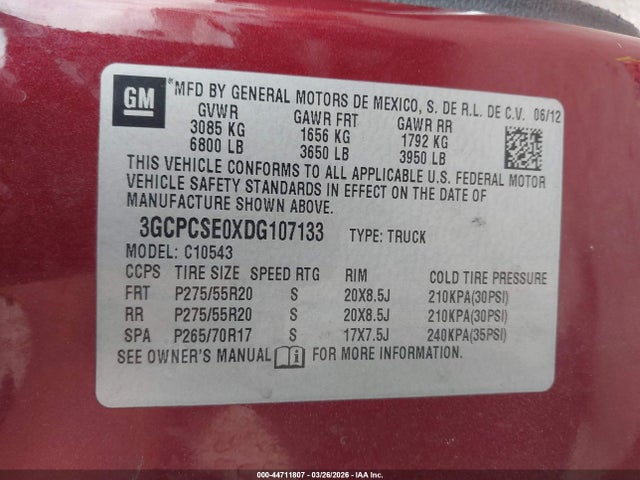 GM
®MFD BY GENERAL MOTORS DE MEXICO, S. DE R.L. DE C.V. 06/12
GVWR GAWR FRT GAWR RR
3085 KG 1656 KG 1792 KG
6800 LB 3650 LB 3950 LB
THIS VEHICLE CONFORMS TO ALL APPLICABLE U.S. FEDERAL MOTOR
VEHICLE SAFETY STANDARDS IN EFFECT ON THE DATE OF
MANUFACTURE SHOWN ABOVE.
3GCPCSE0XDG107133 TYPE: TRUCK
MODEL: C10543
CCPS TIRE SIZE SPEED RTG RIM COLD TIRE PRESSURE
FRT P275/55R20 S 20X8.5J 210KPA(30PSI)
RR P275/55R20 S 20X8.5J 210KPA(30PSI)
SPA P265/70R17 S 17X7.5J 240KPA(35PSI)
SEE OWNER'S MANUAL FOR MORE INFORMATION.
000-44711807 - 03/26/2026 - IAA Inc.